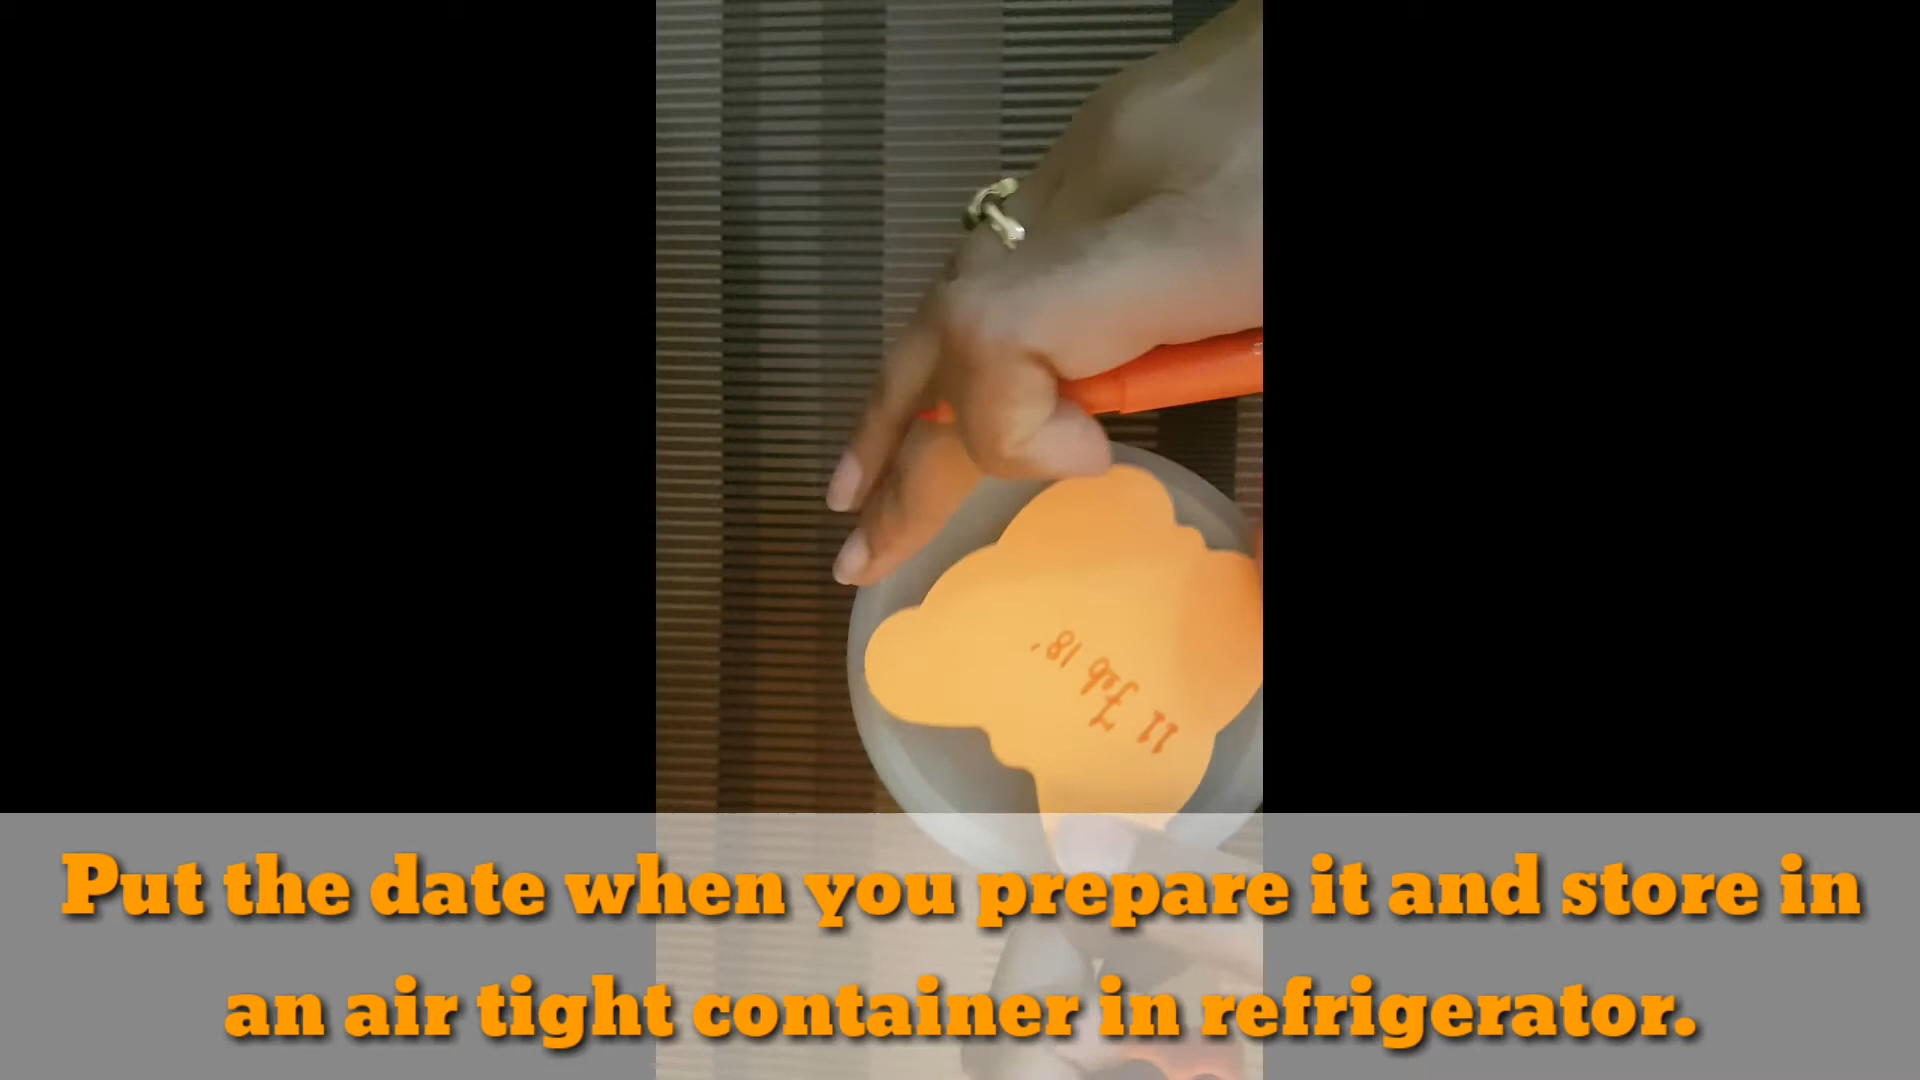 11 Feb 18'
Put the date when you prepare it and store in
an air tight container in refrigerator.